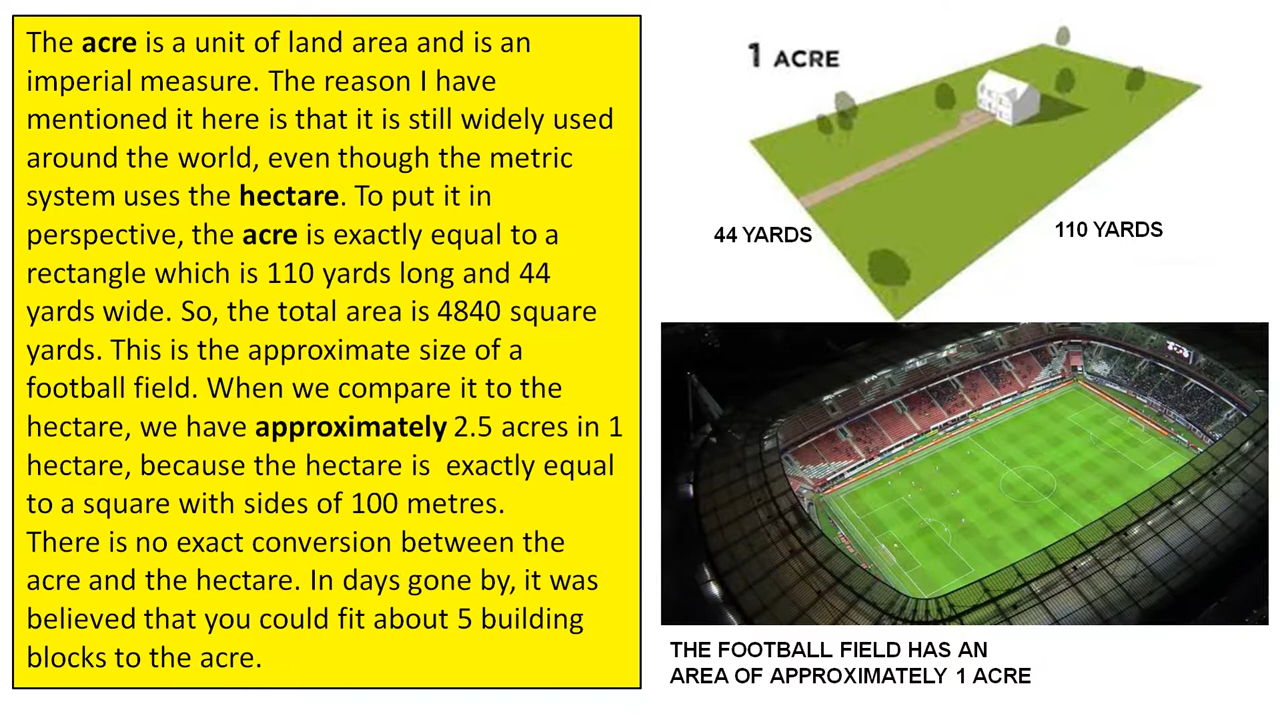 The acre is a unit of land area and is an
imperial measure. The reason I have
mentioned it here is that it is still widely used
around the world, even though the metric
system uses the hectare. To put it in
perspective, the acre is exactly equal to a
rectangle which is 110 yards long and 44
yards wide. So, the total area is 4840 square
yards. This is the approximate size of a
football field. When we compare it to the
hectare, we have approximately 2.5 acres in 1
hectare, because the hectare is  exactly equal
to a square with sides of 100 metres.
There is no exact conversion between the
acre and the hectare. In days gone by, it was
believed that you could fit about 5 building
blocks to the acre.
1 ACRE
44 YARDS
110 YARDS
THE FOOTBALL FIELD HAS AN
AREA OF APPROXIMATELY 1 ACRE